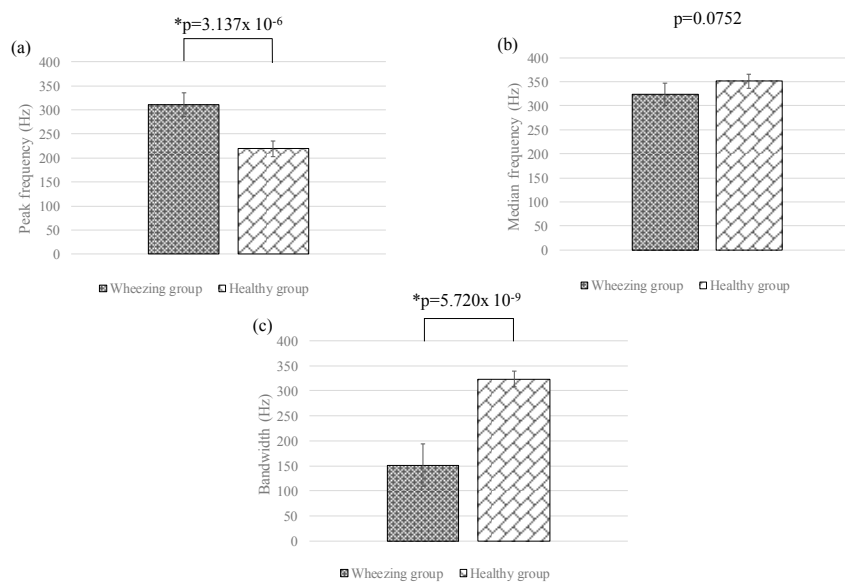 *p=3.137x 10-6
(a)
400
350
300
250
200
150
100
50
0
Peak frequency (Hz)
Wheezing group Healthy group
p=0.0752
(b)
400
350
300
250
200
150
100
50
0
Median frequency (Hz)
Wheezing group Healthy group
*p=5.720x 10-9
(c)
400
350
300
250
200
150
100
50
0
Bandwidth (Hz)
Wheezing group Healthy group